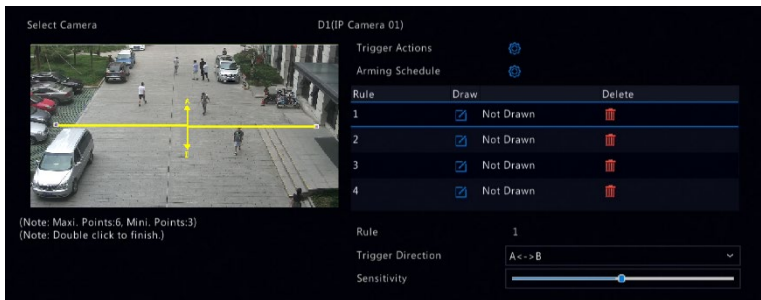 Select Camera D1(IP Camera 01)
Trigger Actions
Arming Schedule
Rule Draw Delete
1 Not Drawn
2 Not Drawn
3 Not Drawn
4 Not Drawn
(Note: Maxi. Points:6, Mini. Points:3)
(Note: Double click to finish.)
Rule 1
Trigger Direction A<->B
Sensitivity